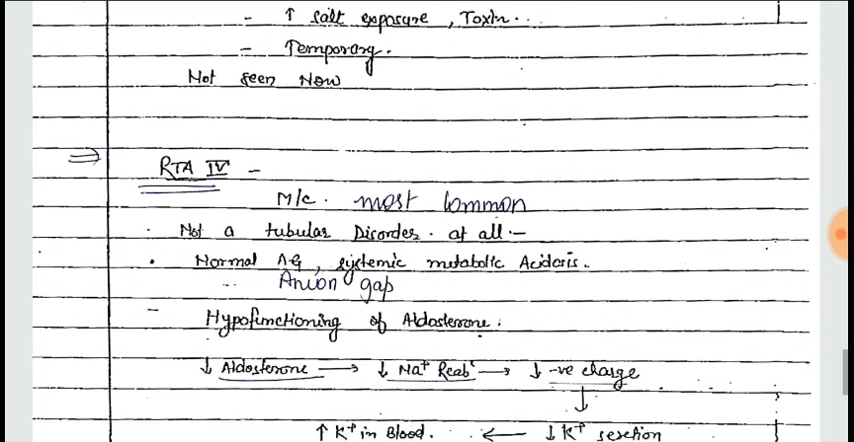 - ↑ Salt exposure, Toxin..
- Temporary.
Not seen Now
⇒ RTA IV -
M/c. most common
· Not a tubular Disorder. at all.-
• Normal AG, systemic metabolic Acidosis.
Anion gap
- Hypofunctioning of Aldosterone.
↓ Aldosterone → ↓ Na⁺ Reabˢ → ↓ -ve charge
↓
↑ K⁺ in Blood. ← ↓ K⁺ secretion